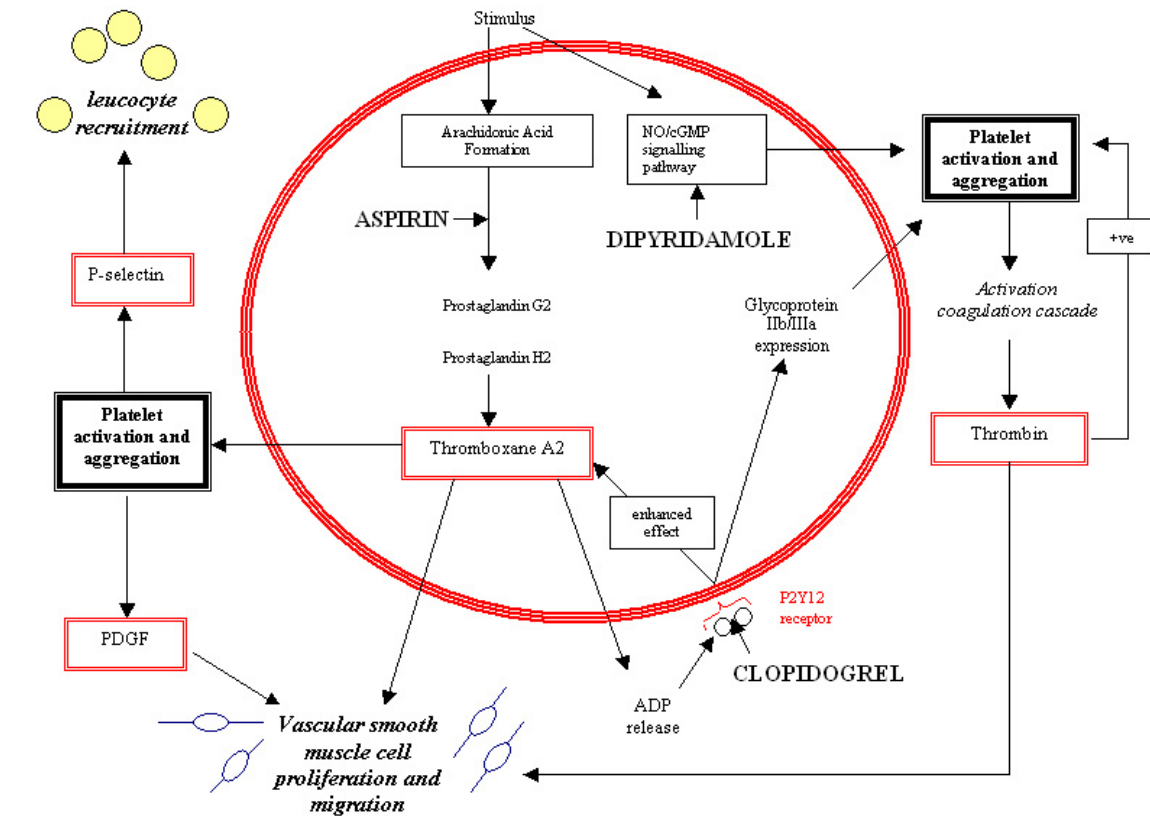 Stimulus
leucocyte
recruitment
Arachidonic Acid
Formation
NO/cGMP
signalling
pathway
Platelet
activation and
aggregation
ASPIRIN
DIPYRIDAMOLE
+ve
P-selectin
Prostaglandin G2
Glycoprotein
IIb/IIIa
expression
Activation
coagulation cascade
Prostaglandin H2
Platelet
activation and
aggregation
Thromboxane A2
Thrombin
enhanced
effect
P2Y12
receptor
PDGF
CLOPIDOGREL
ADP
release
Vascular smooth
muscle cell
proliferation and
migration